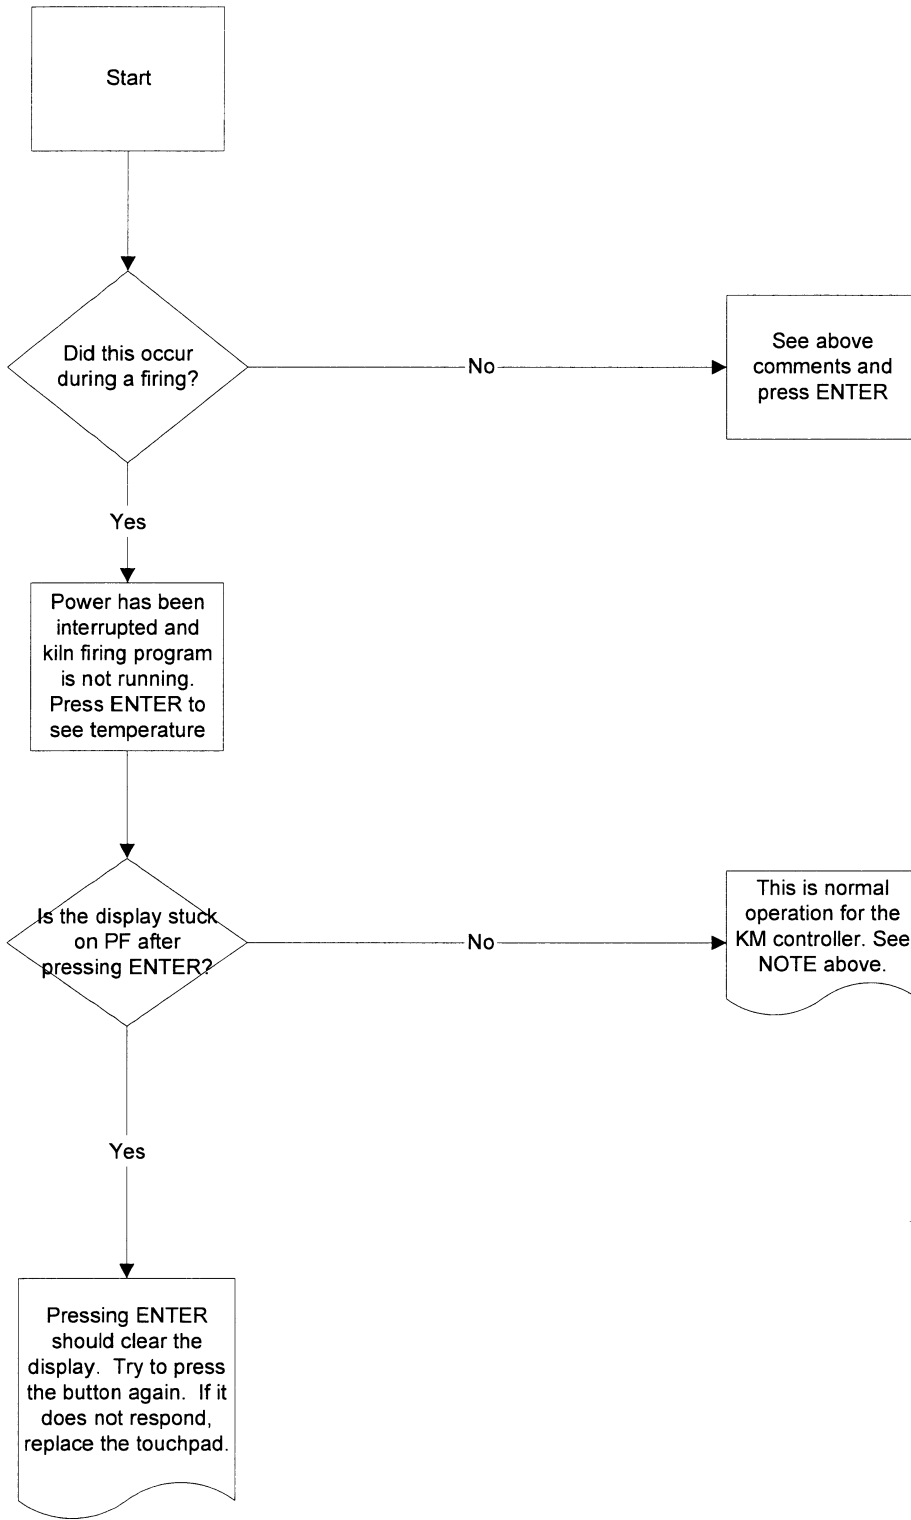 Start
Did this occur
during a firing?
No
See above
comments and
press ENTER
Yes
Power has been
interrupted and
kiln firing program
is not running.
Press ENTER to
see temperature
Is the display stuck
on PF after
pressing ENTER?
No
This is normal
operation for the
KM controller. See
NOTE above.
Yes
Pressing ENTER
should clear the
display. Try to press
the button again. If it
does not respond,
replace the touchpad.